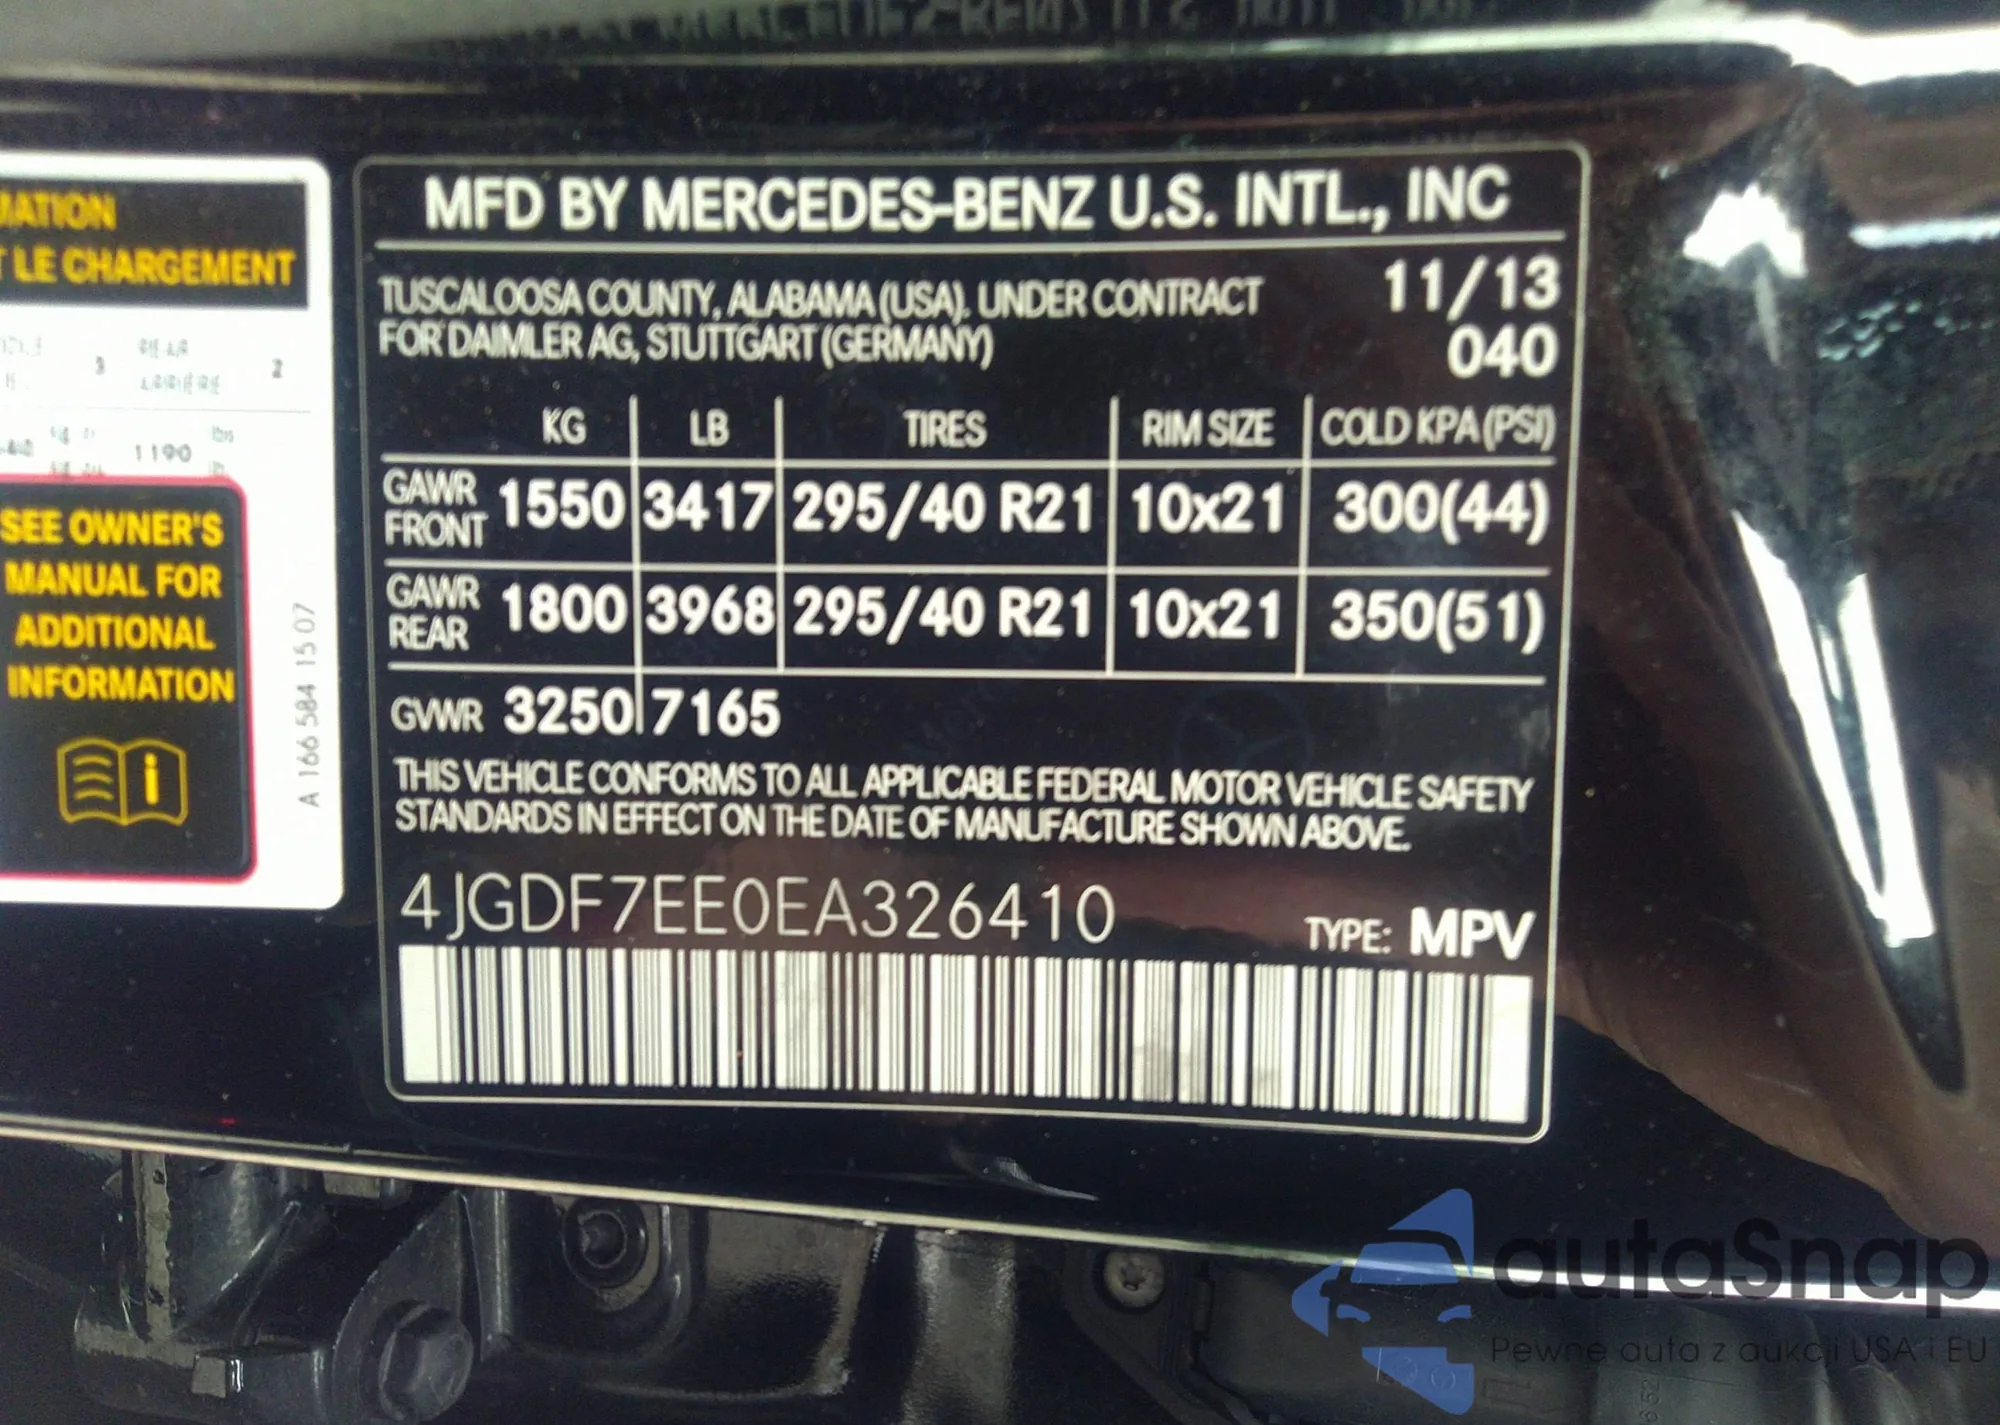 MATION
T LE CHARGEMENT
3
2
1190
SEE OWNER'S
MANUAL FOR
ADDITIONAL
INFORMATION
A 166 584 15 07
MFD BY MERCEDES-BENZ U.S. INTL., INC
TUSCALOOSA COUNTY, ALABAMA (USA). UNDER CONTRACT
FOR DAIMLER AG, STUTTGART (GERMANY)
11/13
040
KG LB TIRES RIM SIZE COLD KPA (PSI)
GAWR FRONT 1550 3417 295/40 R21 10x21 300(44)
GAWR REAR 1800 3968 295/40 R21 10x21 350(51)
GVWR 3250 7165
THIS VEHICLE CONFORMS TO ALL APPLICABLE FEDERAL MOTOR VEHICLE SAFETY
STANDARDS IN EFFECT ON THE DATE OF MANUFACTURE SHOWN ABOVE.
4JGDF7EE0EA326410
TYPE: MPV
autaSnap
Pewne auta z aukcji USA i EU